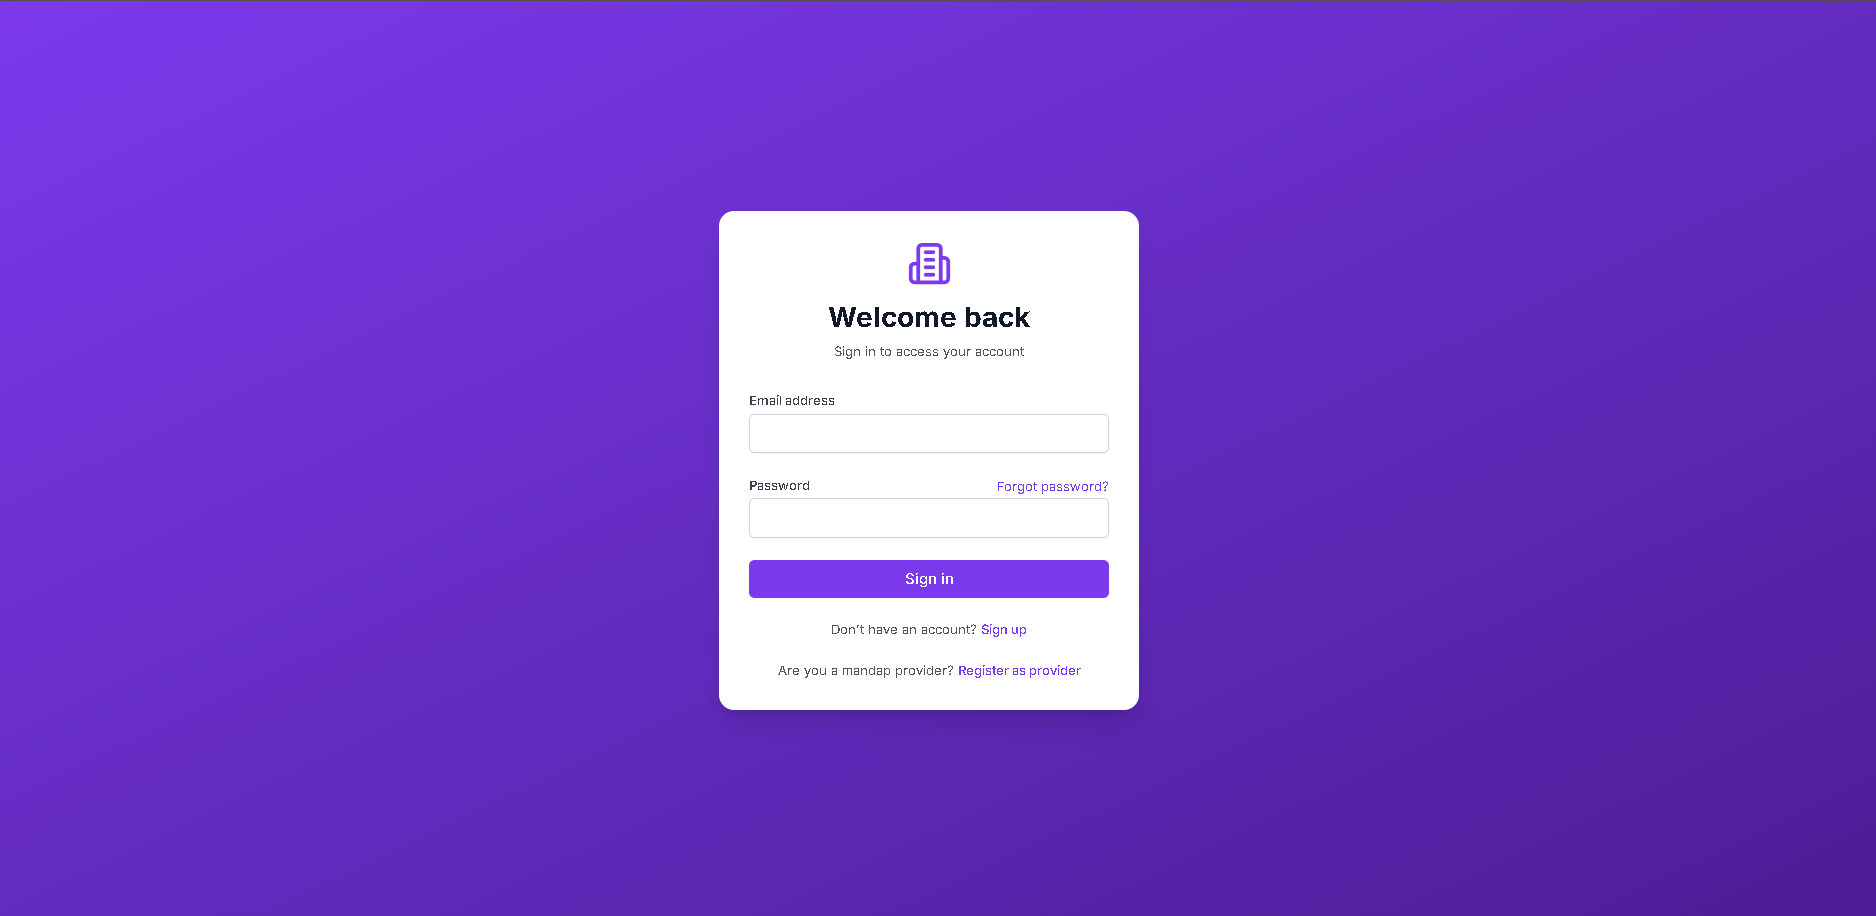 Welcome back
Sign in to access your account
Email address
Password
Forgot password?
Sign in
Don't have an account? Sign up
Are you a mandap provider? Register as provider